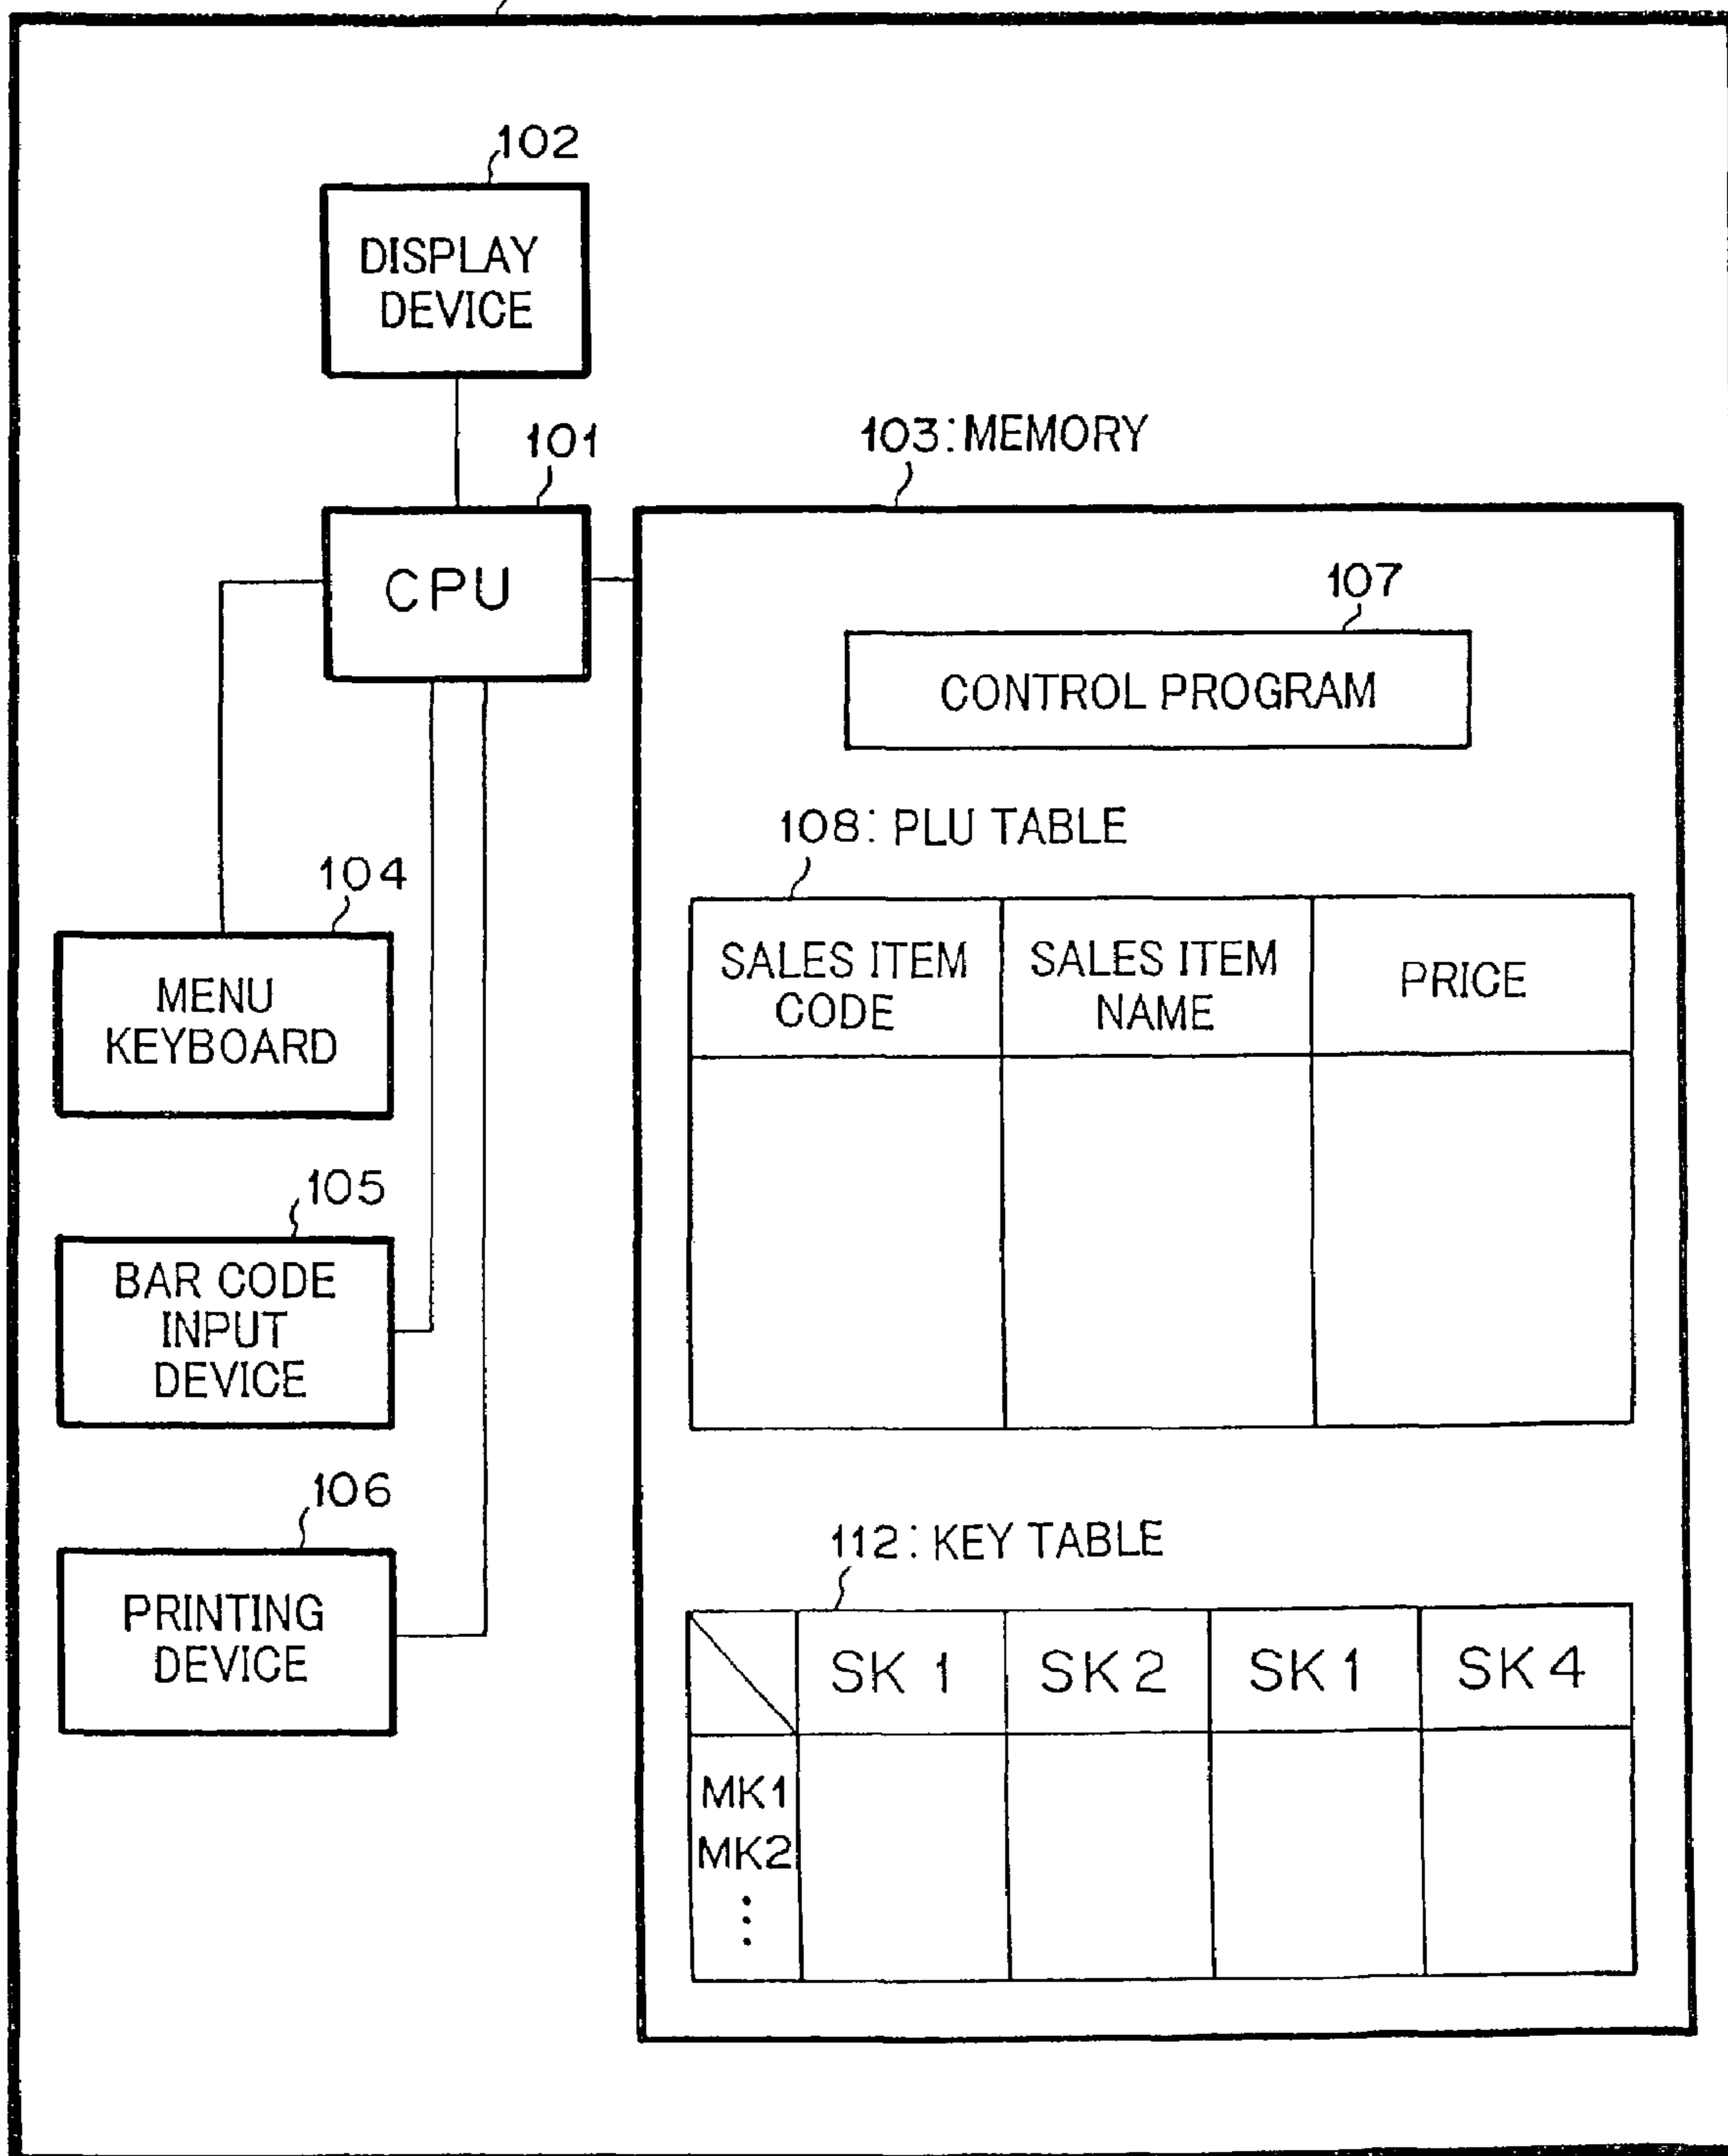 102
DISPLAY
DEVICE
101
CPU
103:MEMORY
107
CONTROL PROGRAM
108: PLU TABLE
SALES ITEM
CODE
SALES ITEM
NAME
PRICE
104
MENU
KEYBOARD
105
BAR CODE
INPUT
DEVICE
106
PRINTING
DEVICE
112: KEY TABLE
SK 1
SK 2
SK 1
SK 4
MK1
MK2
⋮